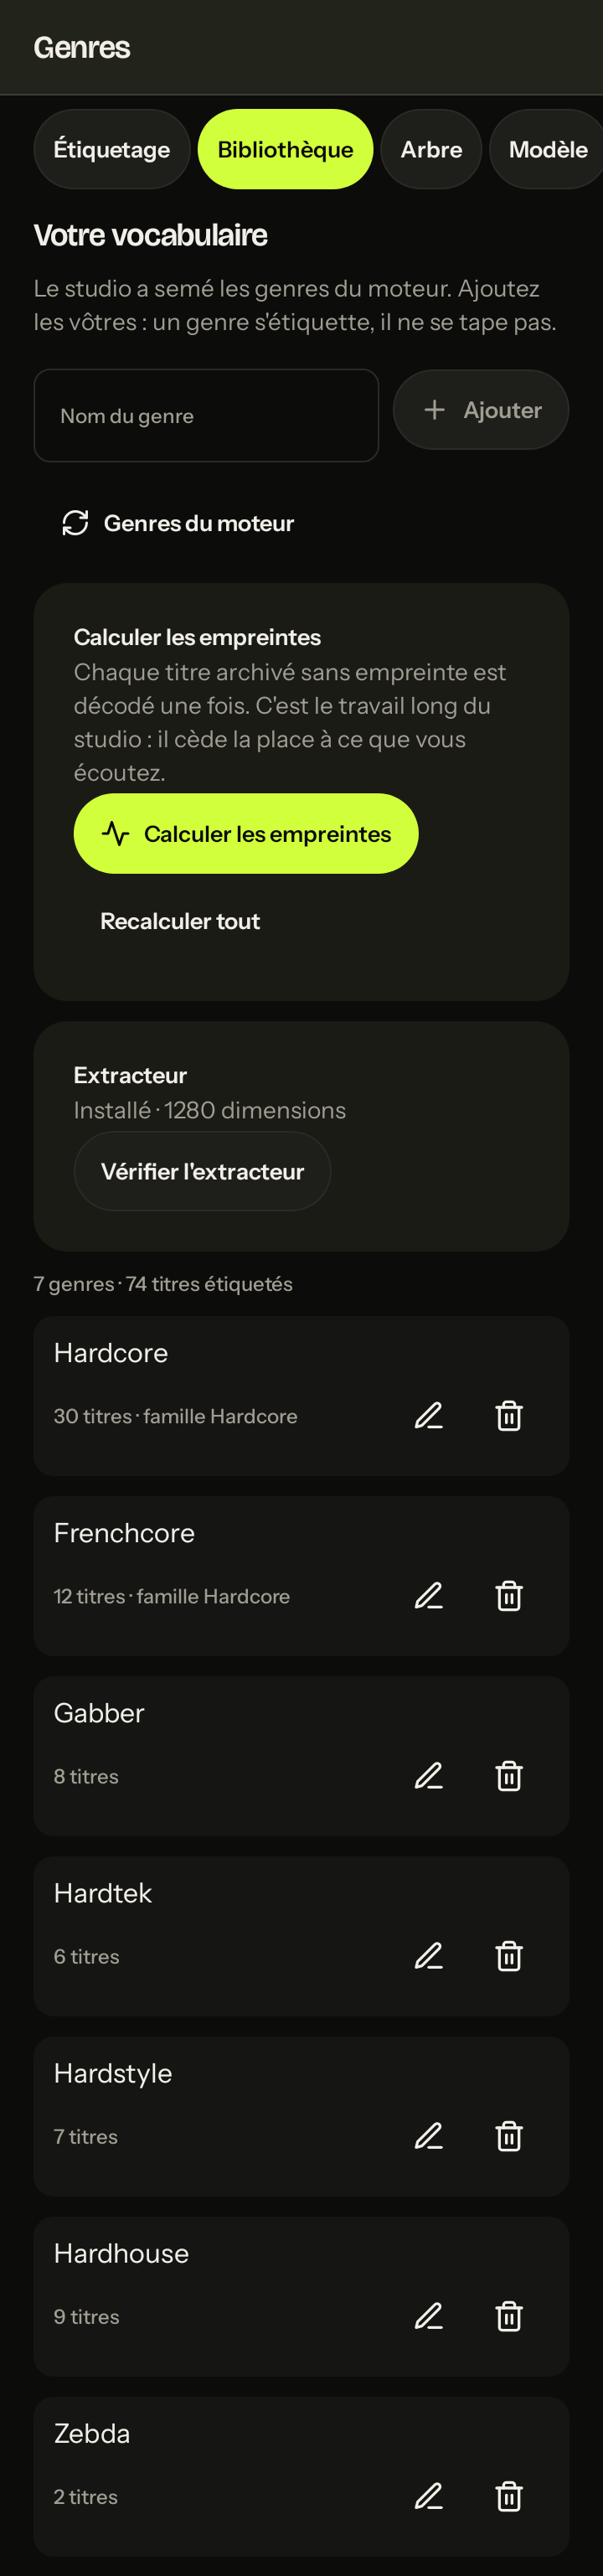 Genres
Étiquetage
Bibliothèque
Arbre
Modèle
Votre vocabulaire
Le studio a semé les genres du moteur. Ajoutez
les vôtres : un genre s'étiquette, il ne se tape pas.
Nom du genre
Ajouter
Genres du moteur
Calculer les empreintes
Chaque titre archivé sans empreinte est
décodé une fois. C'est le travail long du
studio : il cède la place à ce que vous
écoutez.
Calculer les empreintes
Recalculer tout
Extracteur
Installé · 1280 dimensions
Vérifier l'extracteur
7 genres · 74 titres étiquetés
Hardcore
30 titres · famille Hardcore
Frenchcore
12 titres · famille Hardcore
Gabber
8 titres
Hardtek
6 titres
Hardstyle
7 titres
Hardhouse
9 titres
Zebda
2 titres